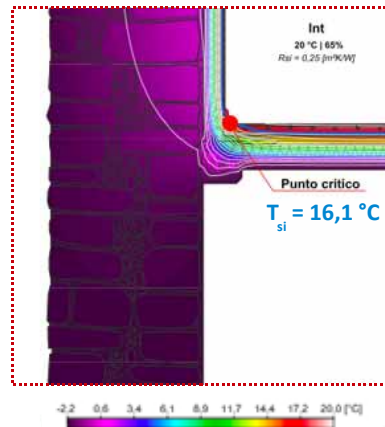 Int
20 °C | 65%
Rsi = 0,25 [m²K/W]
Punto critico
Tsi = 16,1 °C
-2,2 0,6 3,4 6,1 8,9 11,7 14,4 17,2 20,0 [°C]